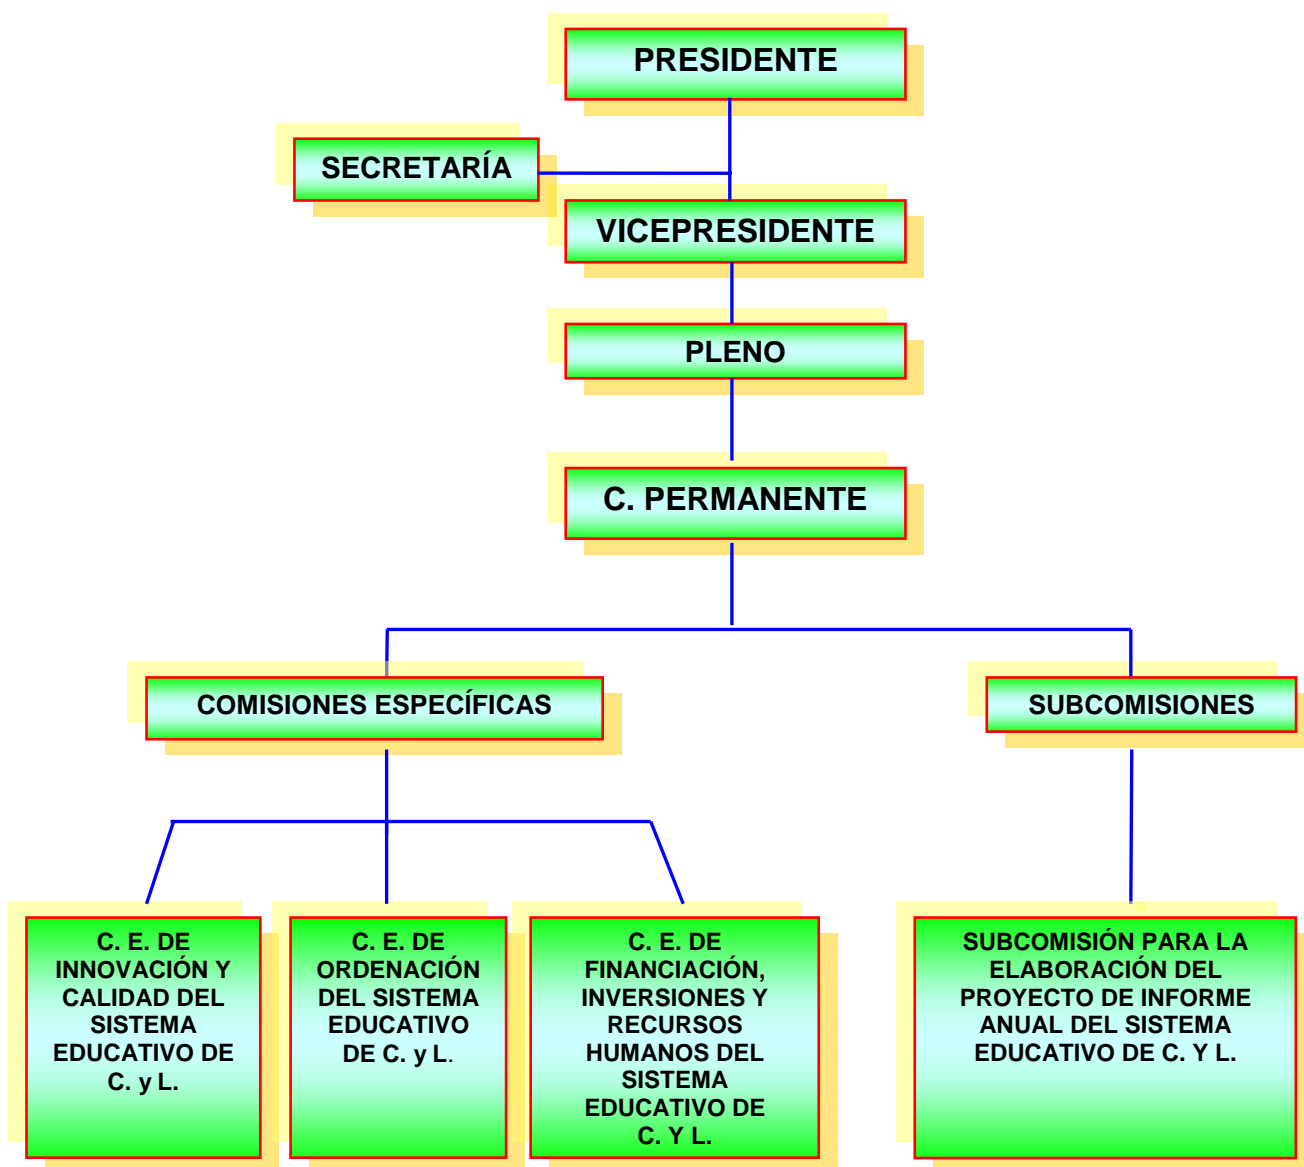 PRESIDENTE
SECRETARÍA
VICEPRESIDENTE
PLENO
C. PERMANENTE
COMISIONES ESPECÍFICAS
SUBCOMISIONES
C. E. DE
INNOVACIÓN Y
CALIDAD DEL
SISTEMA
EDUCATIVO DE
C. y L.
C. E. DE
ORDENACIÓN
DEL SISTEMA
EDUCATIVO
DE C. y L.
C. E. DE
FINANCIACIÓN,
INVERSIONES Y
RECURSOS
HUMANOS DEL
SISTEMA
EDUCATIVO DE
C. Y L.
SUBCOMISIÓN PARA LA
ELABORACIÓN DEL
PROYECTO DE INFORME
ANUAL DEL SISTEMA
EDUCATIVO DE C. Y L.